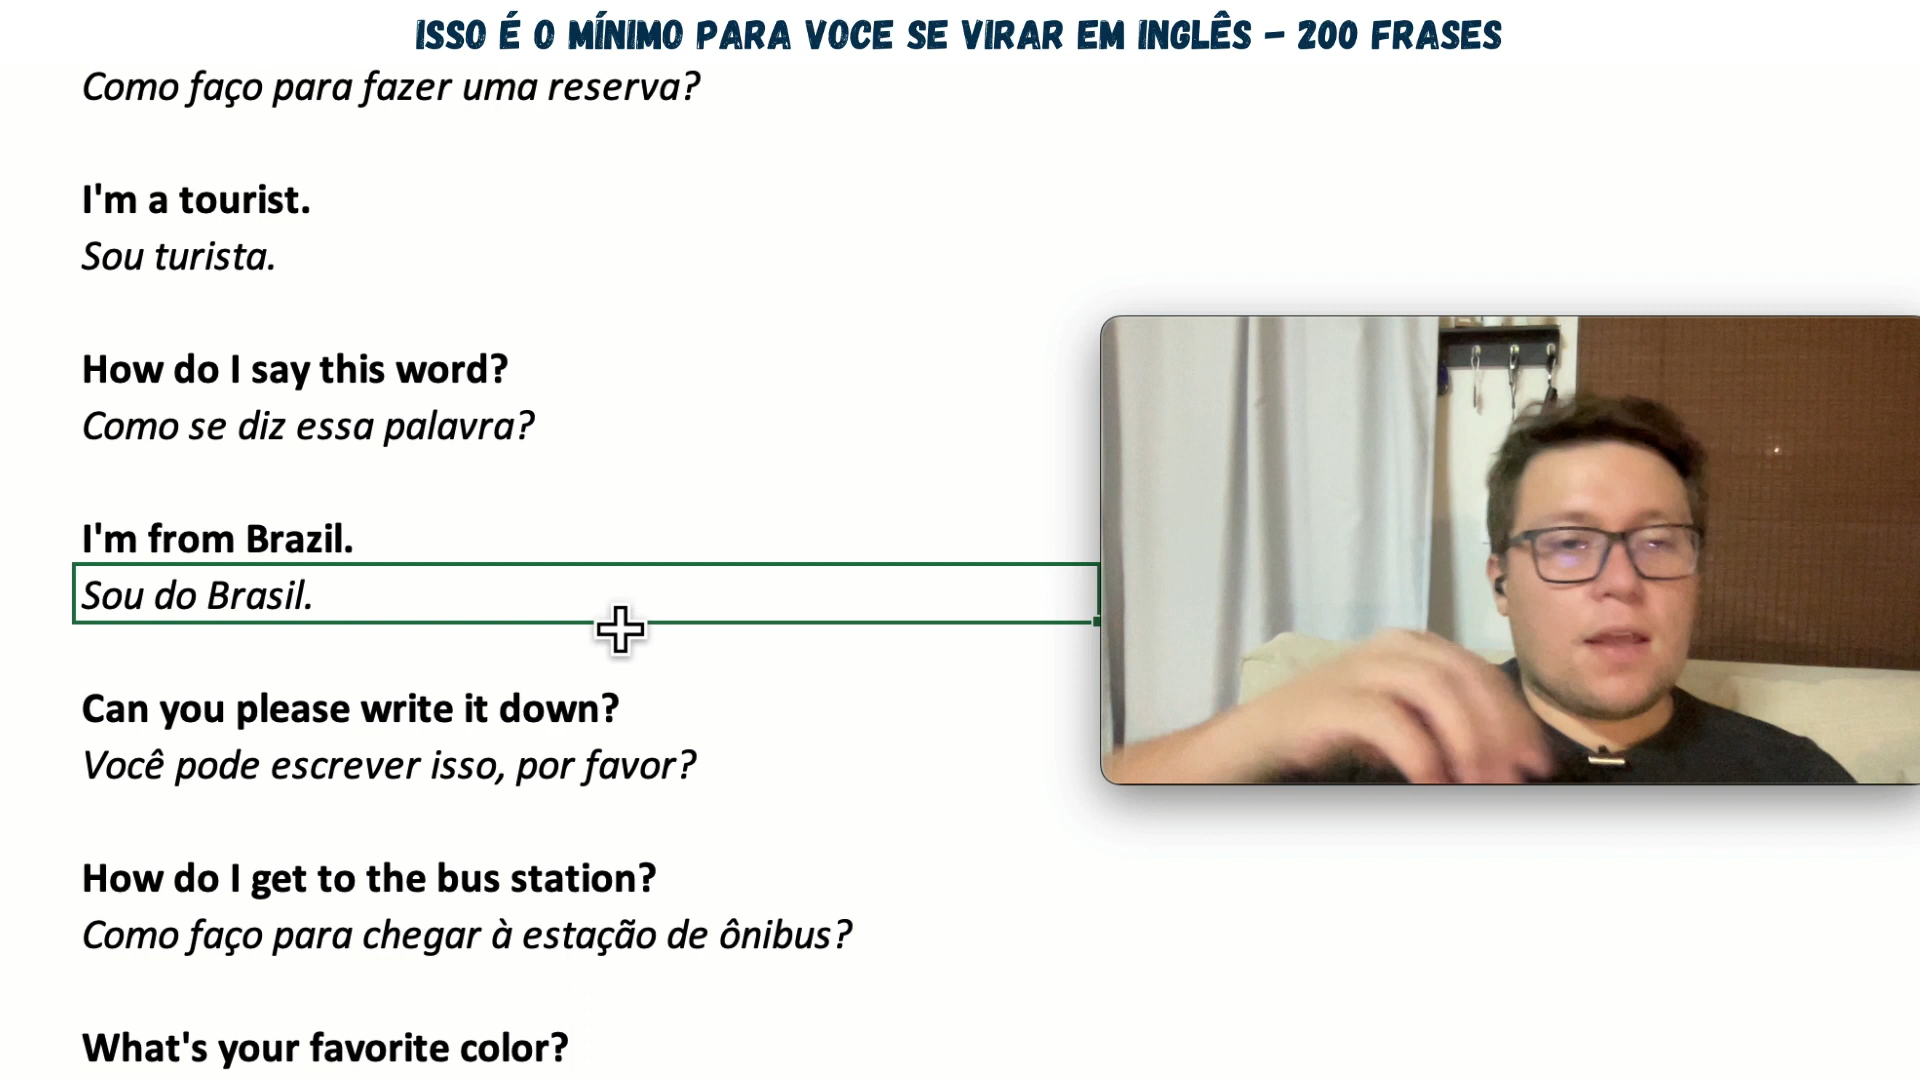 ISSO É O MÍNIMO PARA VOCE SE VIRAR EM INGLÊS – 200 FRASES
Como faço para fazer uma reserva?
I'm a tourist.
Sou turista.
How do I say this word?
Como se diz essa palavra?
I'm from Brazil.
Sou do Brasil.
Can you please write it down?
Você pode escrever isso, por favor?
How do I get to the bus station?
Como faço para chegar à estação de ônibus?
What's your favorite color?